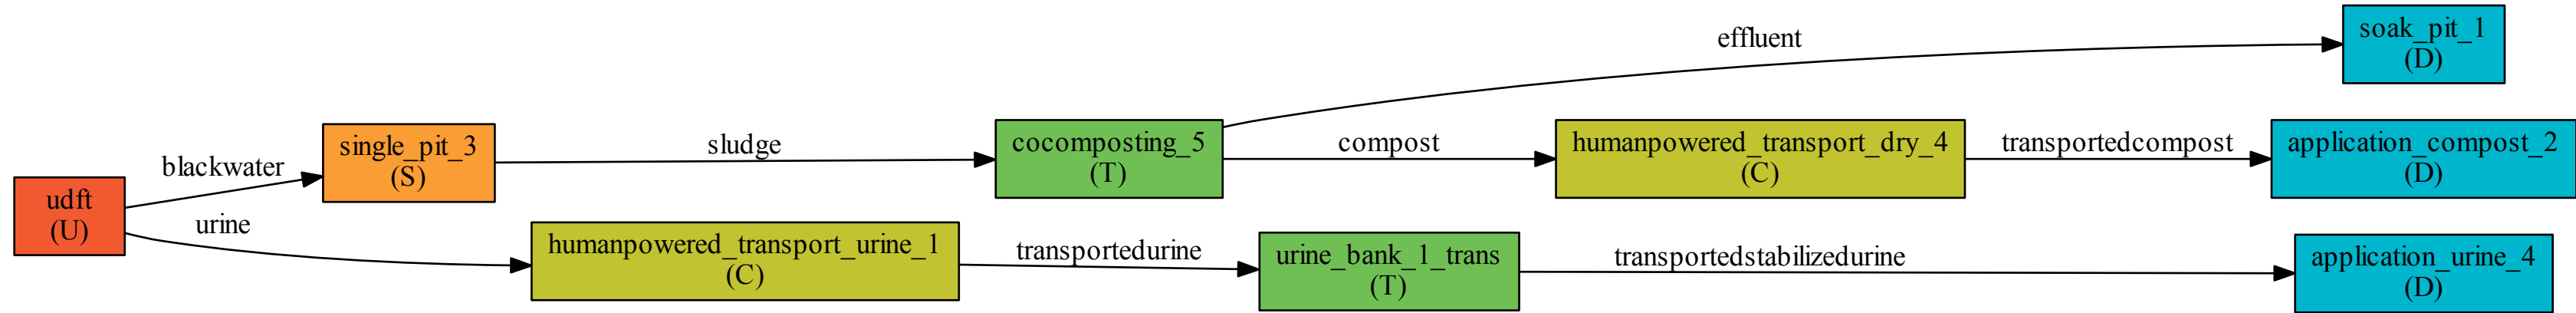 effluent
soak_pit_1
(D)
udft
(U)
blackwater
single_pit_3
(S)
sludge
cocomposting_5
(T)
compost
humanpowered_transport_dry_4
(C)
transportedcompost
application_compost_2
(D)
urine
humanpowered_transport_urine_1
(C)
transportedurine
urine_bank_1_trans
(T)
transportedstabilizedurine
application_urine_4
(D)